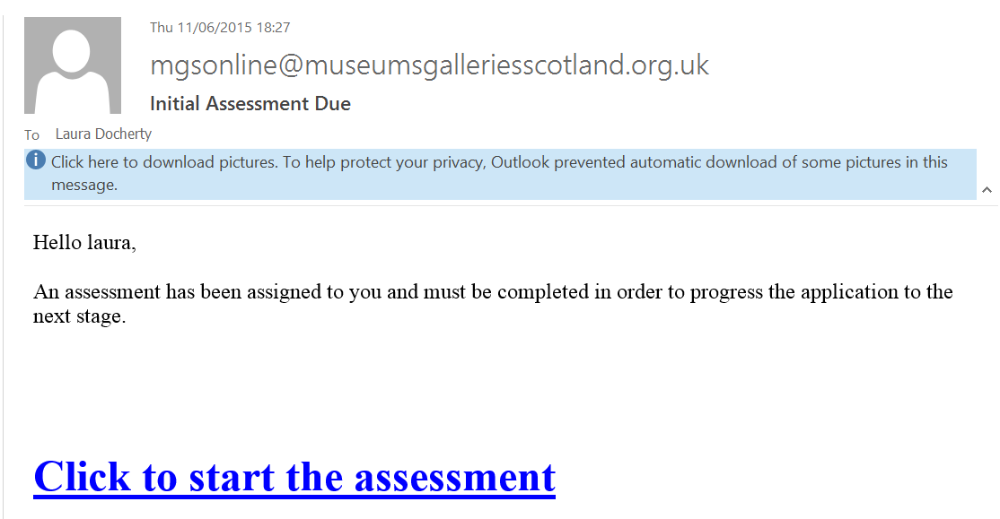 Thu 11/06/2015 18:27
mgsonline@museumsgalleriesscotland.org.uk
Initial Assessment Due
To Laura Docherty
Click here to download pictures. To help protect your privacy, Outlook prevented automatic download of some pictures in this
message.
Hello laura,
An assessment has been assigned to you and must be completed in order to progress the application to the
next stage.
Click to start the assessment